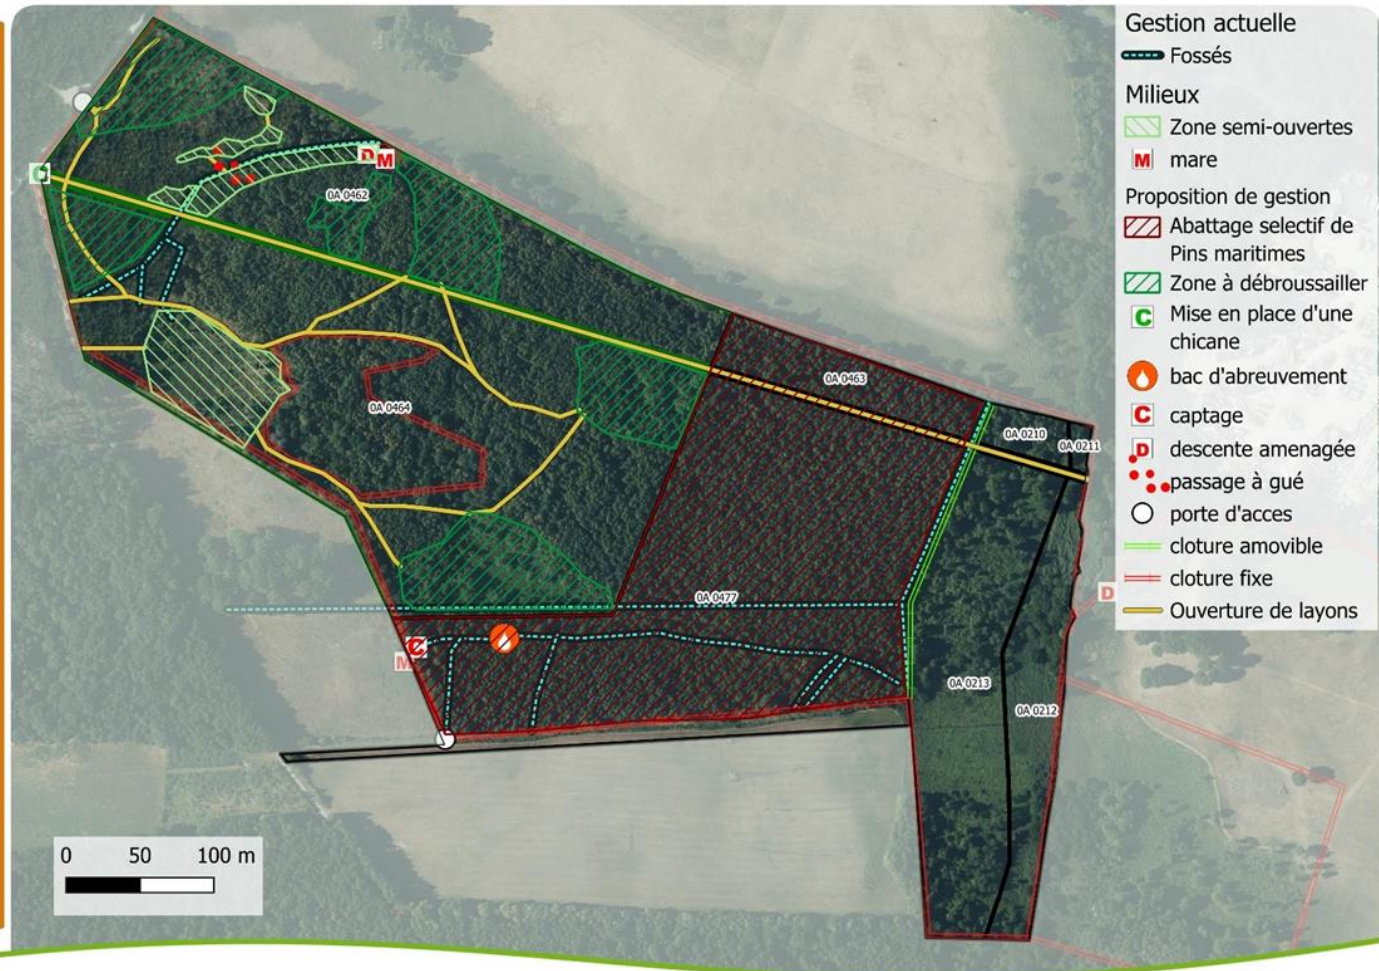 Gestion actuelle
Fossés
Milieux
Zone semi-ouvertes
M mare
Proposition de gestion
Abattage selectif de
Pins maritimes
Zone à débroussailler
C Mise en place d'une
chicane
bac d'abreuvement
C captage
D descente amenagée
passage à gué
porte d'acces
cloture amovible
cloture fixe
Ouverture de layons
C
D M
0A 0462
0A 0463
0A 0464
0A 0210
0A 0211
0A 0477
D
C
M
0A 0213
0A 0212
0 50 100 m